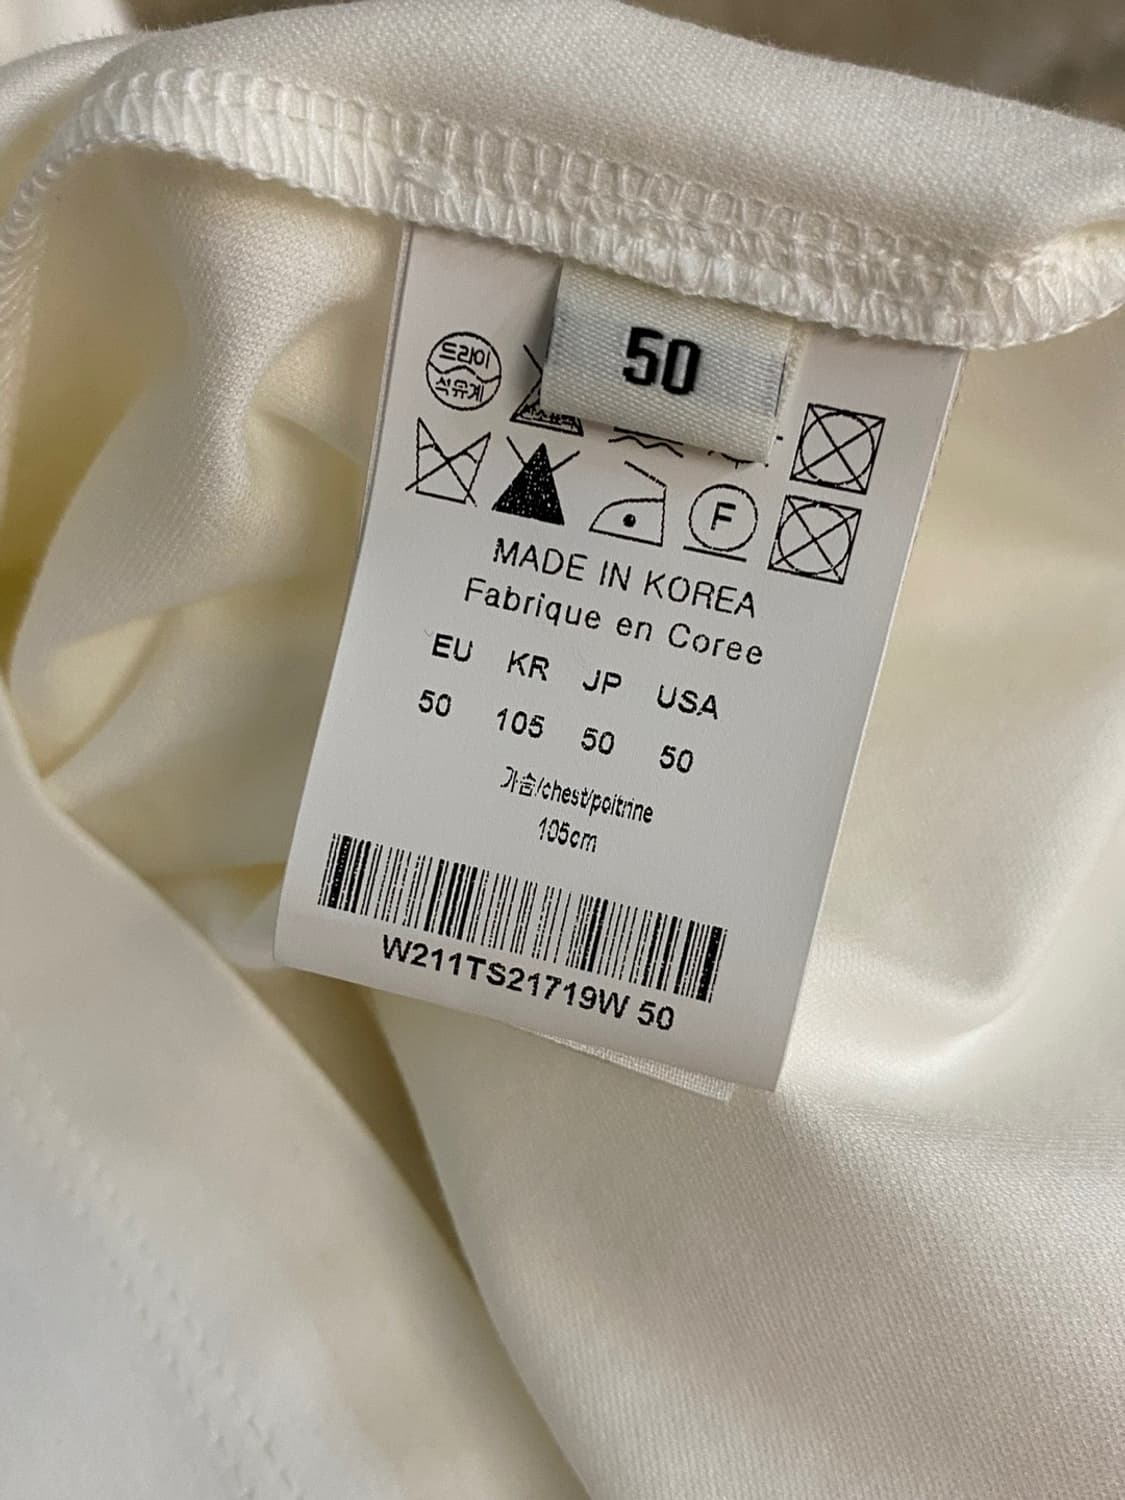 50
드라이
석유계
F
MADE IN KOREA
Fabrique en Coree
EU KR JP USA
50 105 50 50
가슴/chest/poitrine
105cm
W211TS21719W 50